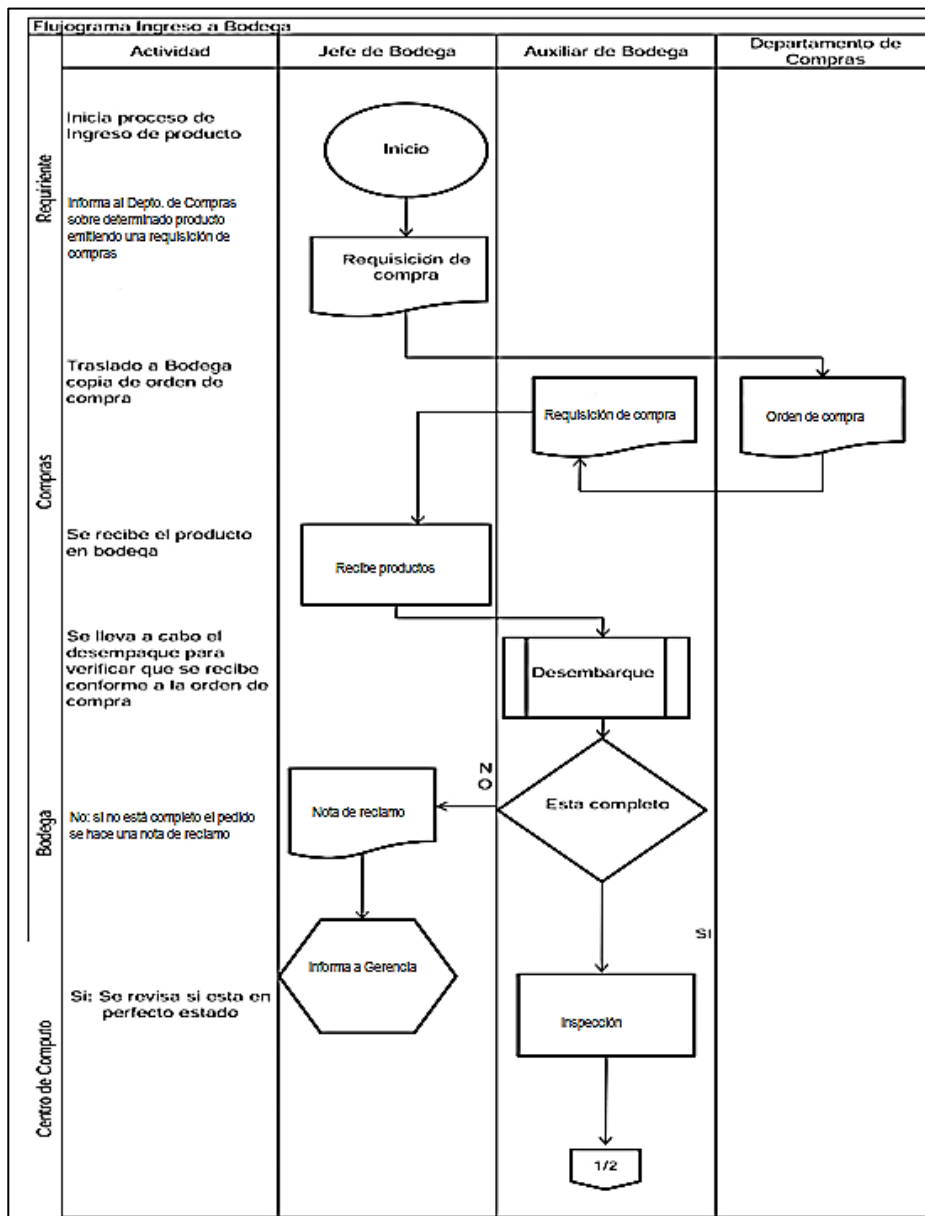 Flujograma Ingreso a Bodega
Actividad
Jefe de Bodega
Auxiliar de Bodega
Departamento de
Compras
Requiriente
Inicia proceso de
Ingreso de producto
Inicio
Informa al Depto. de Compras
sobre determinado producto
emitiendo una requisición de
compras
Requisición de
compra
Compras
Traslado a Bodega
copia de orden de
compra
Requisición de compra
Orden de compra
Se recibe el producto
en bodega
Recibe productos
Bodega
Se lleva a cabo el
desempaque para
verificar que se recibe
conforme a la orden de
compra
Desembarque
Esta completo
NO
No: si no está completo el pedido
se hace una nota de reclamo
Nota de reclamo
SI
Centro de Computo
Informa a Gerencia
Si: Se revisa si esta en
perfecto estado
Inspección
1/2